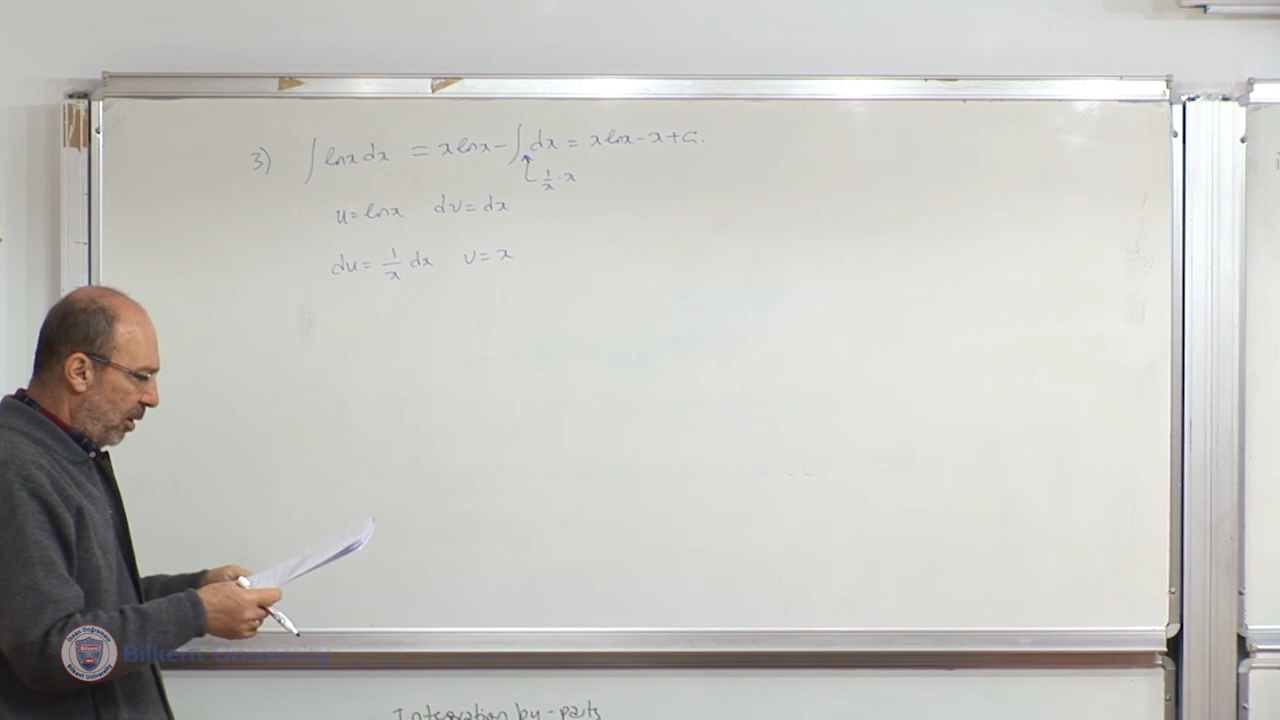 3) ∫ lnx dx = x lnx - ∫ dx = x lnx - x + C.
1/x · x
u = lnx dv = dx
du = 1/x dx v = x
Bilkent University
Integration by-parts